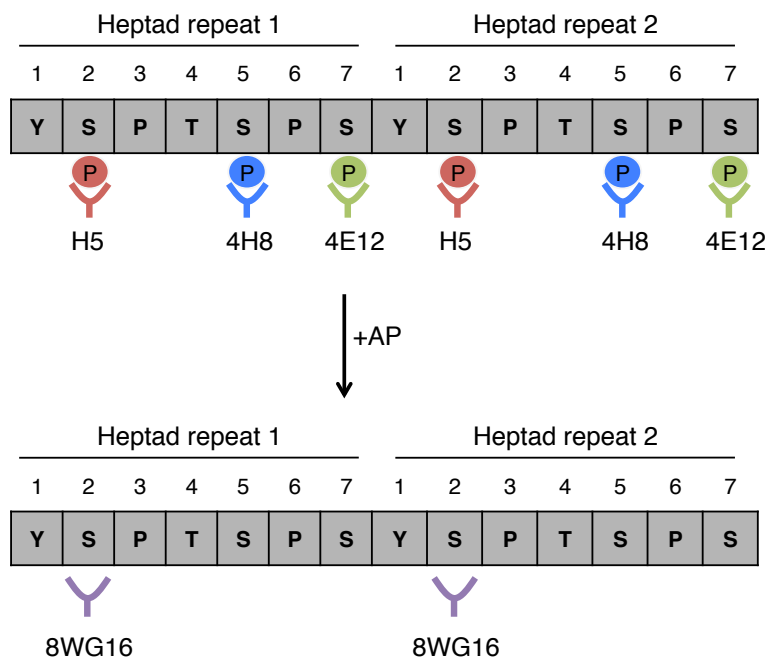 Heptad repeat 1 Heptad repeat 2
1 2 3 4 5 6 7 1 2 3 4 5 6 7
Y S P T S P S Y S P T S P S
P P P P P P
H5 4H8 4E12 H5 4H8 4E12
+AP
Heptad repeat 1 Heptad repeat 2
1 2 3 4 5 6 7 1 2 3 4 5 6 7
Y S P T S P S Y S P T S P S
8WG16 8WG16